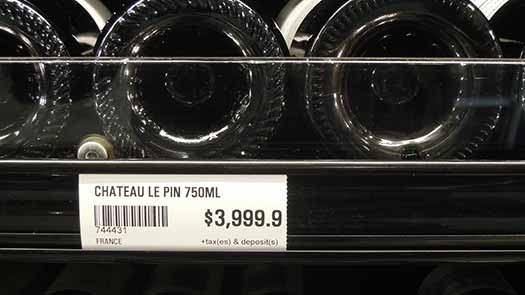 CHATEAU LE PIN 750ML
$3,999.9
744431
FRANCE
+tax(es) & deposit(s)